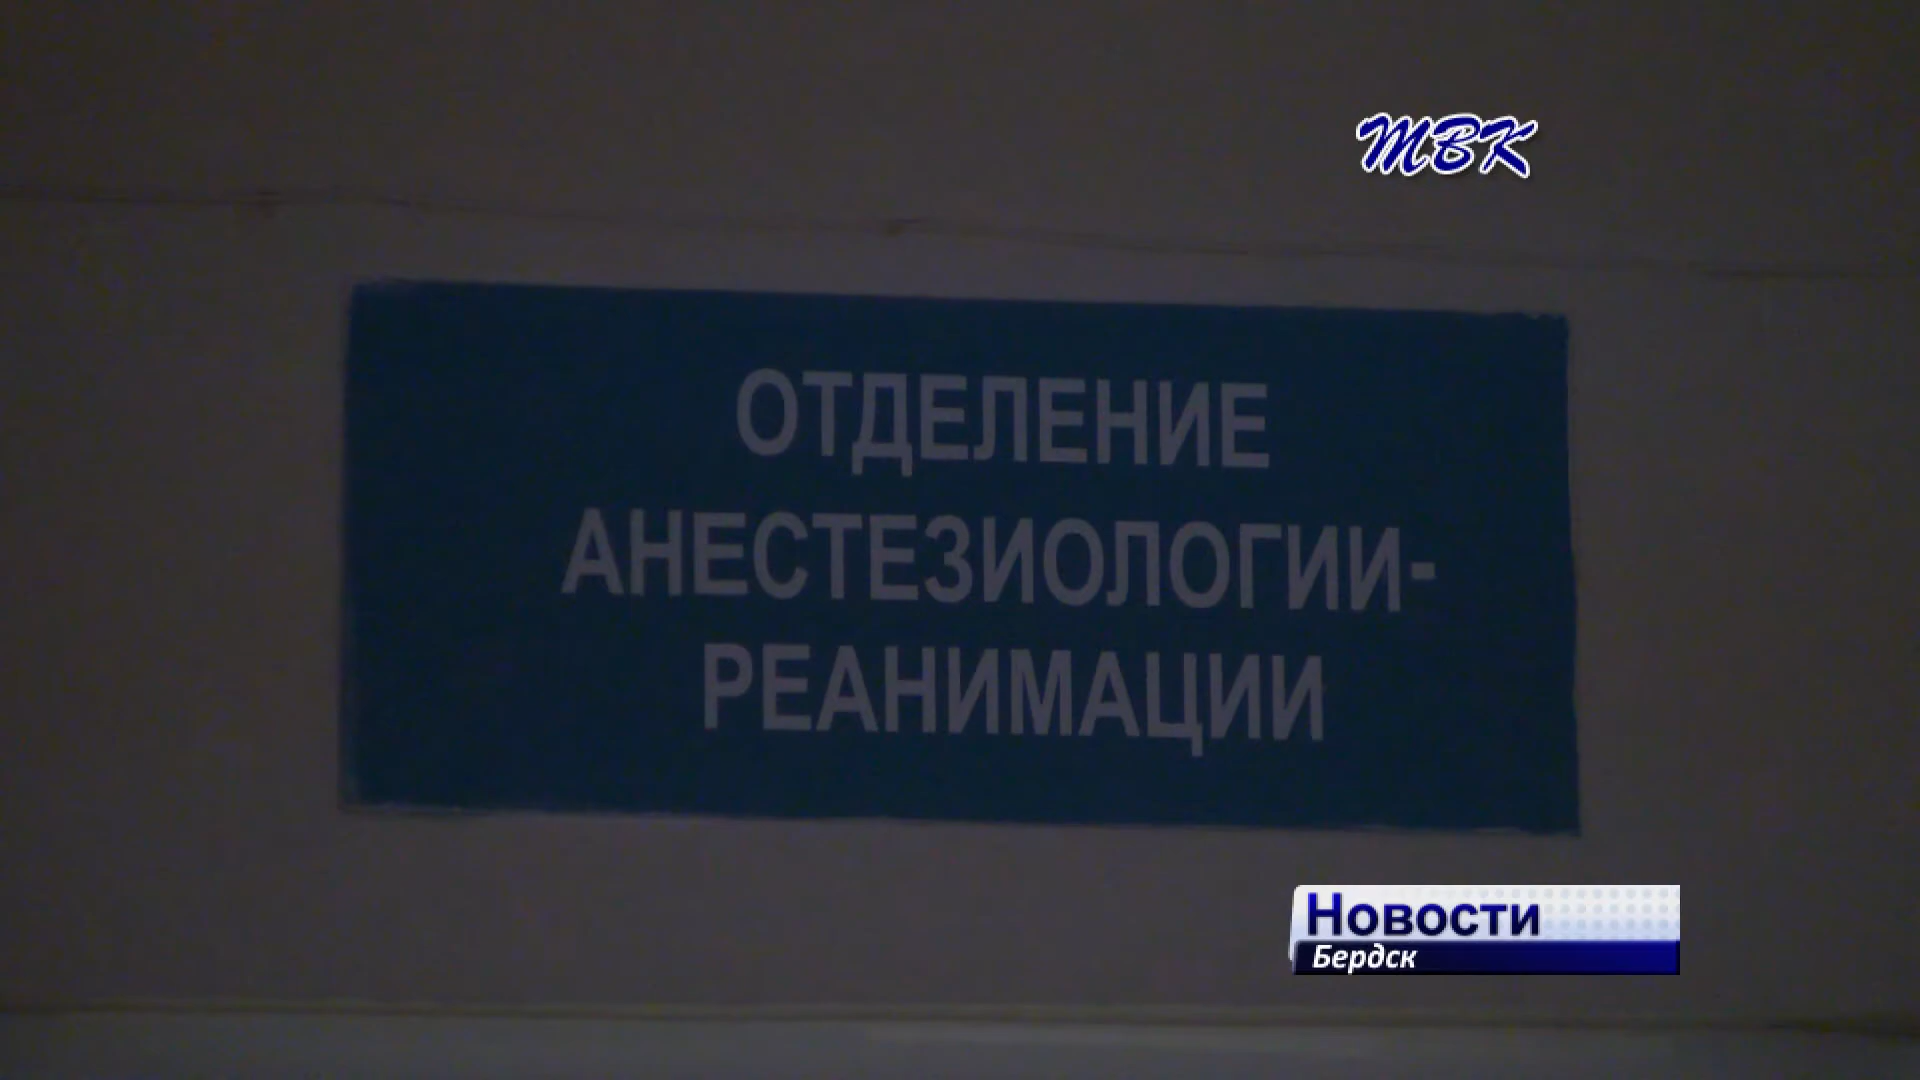 ТВК
ОТДЕЛЕНИЕ
АНЕСТЕЗИОЛОГИИ-
РЕАНИМАЦИИ
Новости
Бердск